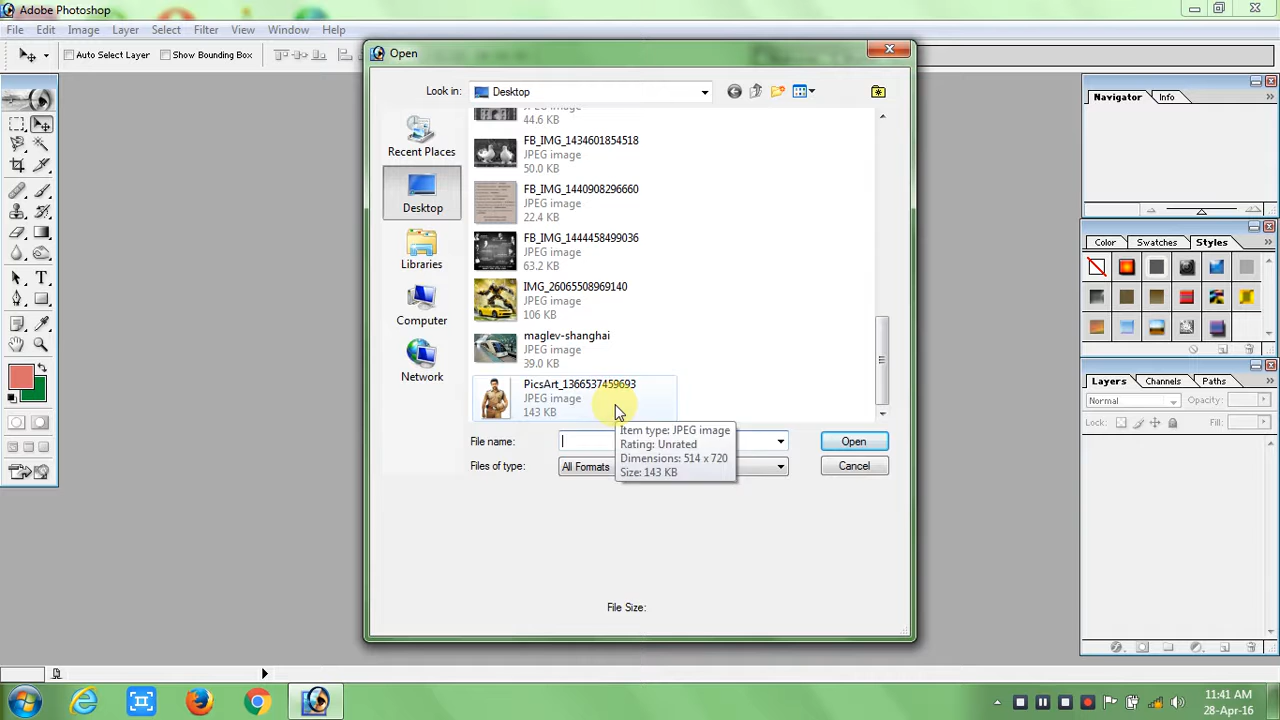 Adobe Photoshop
File Edit Image Layer Select Filter View Window Help
Auto Select Layer Show Bounding Box
Open
Look in: Desktop
Recent Places
Desktop
Libraries
Computer
Network
JPEG image
44.6 KB
FB_IMG_1434601854518
JPEG image
50.0 KB
FB_IMG_1440908296660
JPEG image
22.4 KB
FB_IMG_1444458499036
JPEG image
63.2 KB
IMG_26065508969140
JPEG image
106 KB
maglev-shanghai
JPEG image
39.0 KB
PicsArt_1366537459693
JPEG image
143 KB
Item type: JPEG image
Rating: Unrated
Dimensions: 514 x 720
Size: 143 KB
File name: Open
Files of type: All Formats Cancel
File Size:
Navigator Info
Color Swatches Styles
Layers Channels Paths
Normal Opacity:
Lock: Fill:
11:41 AM
28-Apr-16